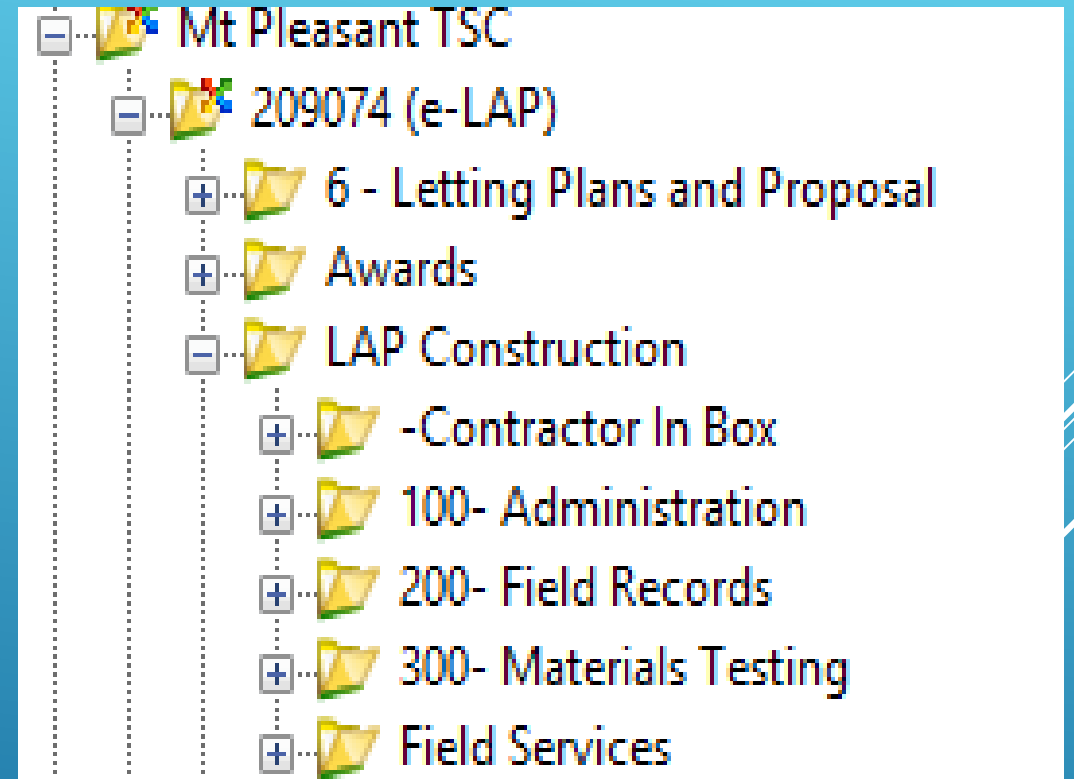 Mt Pleasant TSC
209074 (e-LAP)
6 - Letting Plans and Proposal
Awards
LAP Construction
-Contractor In Box
100- Administration
200- Field Records
300- Materials Testing
Field Services